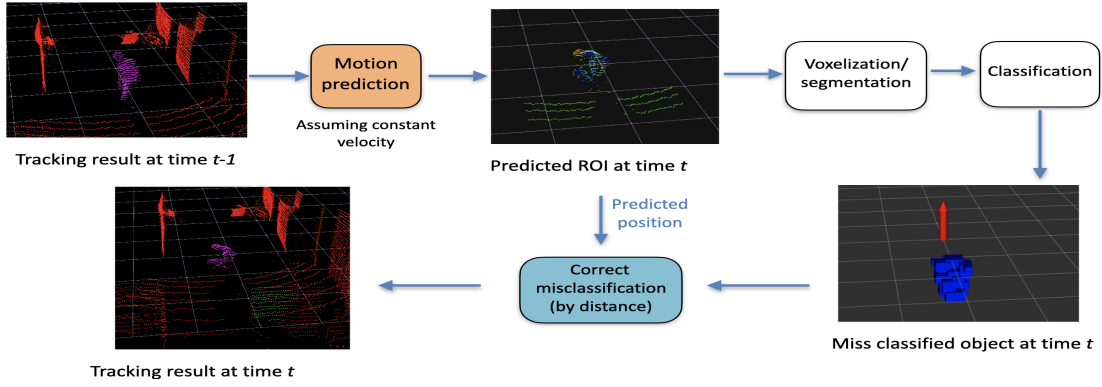 Motion
prediction
Assuming constant
velocity
Voxelization/
segmentation
Classification
Tracking result at time t-1
Predicted ROI at time t
Predicted
position
Correct
misclassification
(by distance)
Miss classified object at time t
Tracking result at time t